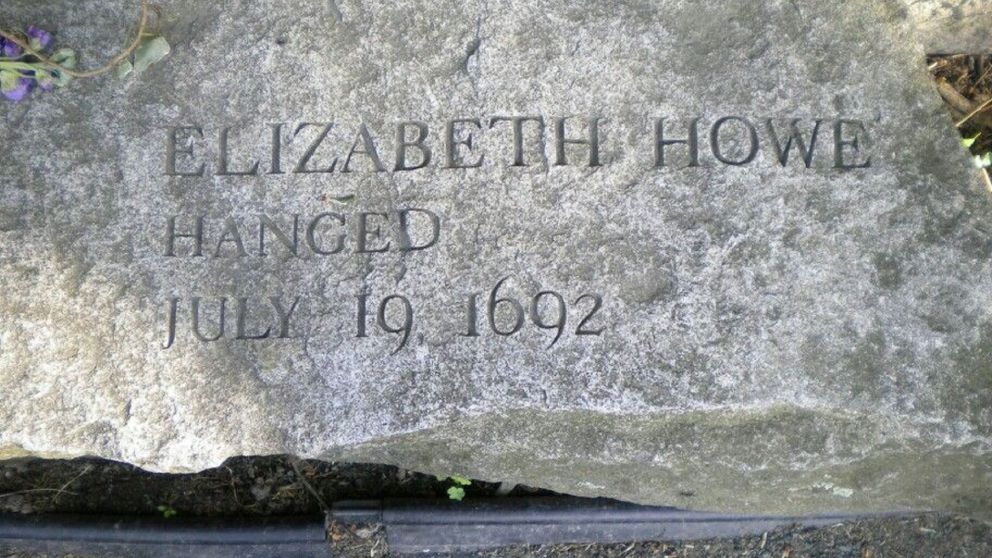 ELIZABETH HOWE
HANGED
JULY 19, 1692